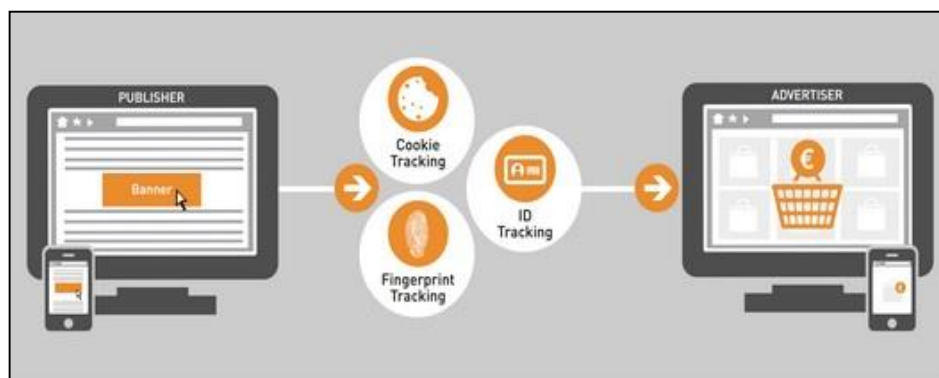 PUBLISHER
Banner
Cookie
Tracking
Fingerprint
Tracking
ID
Tracking
ADVERTISER
€